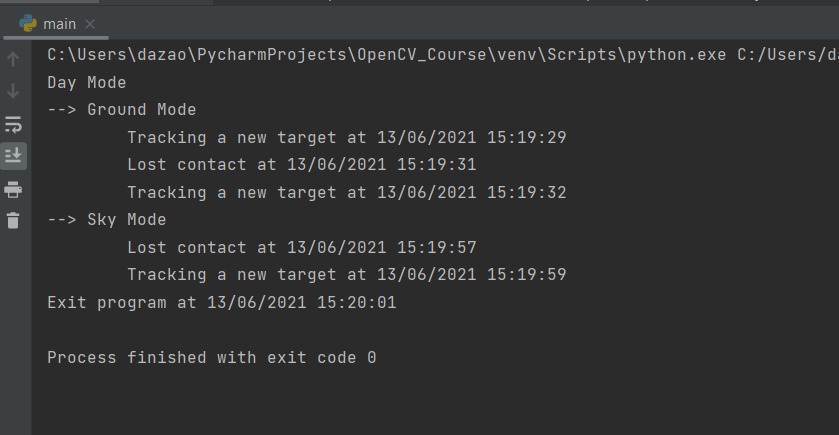 main
C:\Users\dazao\PycharmProjects\OpenCV_Course\venv\Scripts\python.exe C:/Users/da
Day Mode
--> Ground Mode
        Tracking a new target at 13/06/2021 15:19:29
        Lost contact at 13/06/2021 15:19:31
        Tracking a new target at 13/06/2021 15:19:32
--> Sky Mode
        Lost contact at 13/06/2021 15:19:57
        Tracking a new target at 13/06/2021 15:19:59
Exit program at 13/06/2021 15:20:01
Process finished with exit code 0